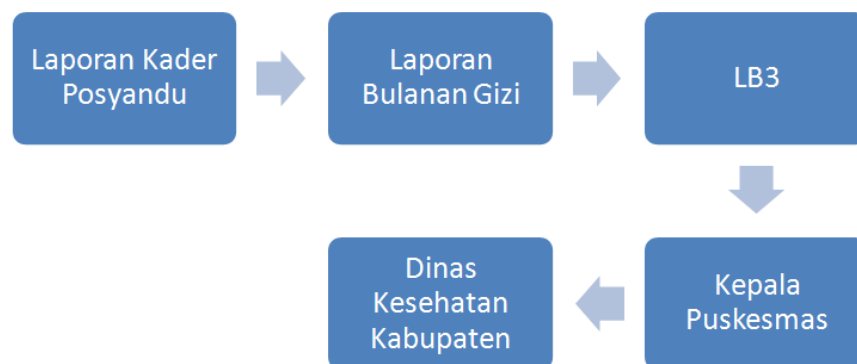 Laporan Kader
Posyandu
Laporan
Bulanan Gizi
LB3
Kepala
Puskesmas
Dinas
Kesehatan
Kabupaten